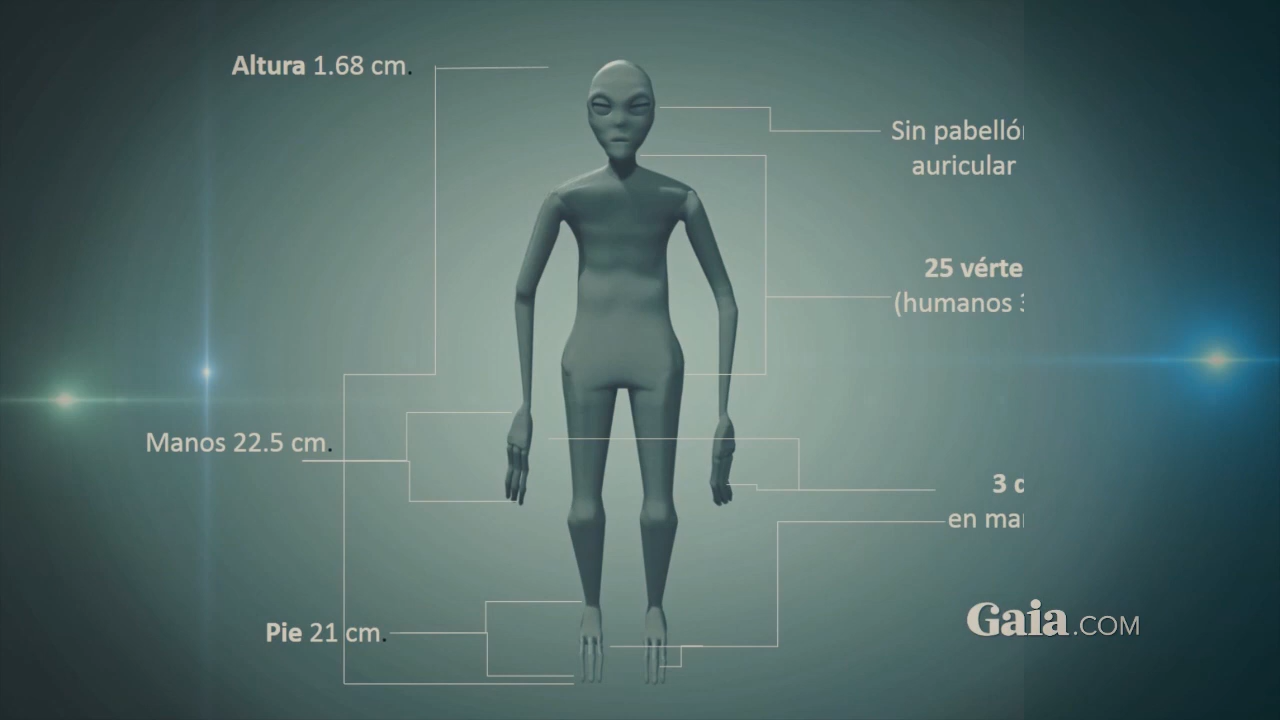 Altura 1.68 cm.
Sin
auricular
25 vérte
(humanos
Manos 22.5 cm.
3
en
Pie 21 cm.
Gaia.COM